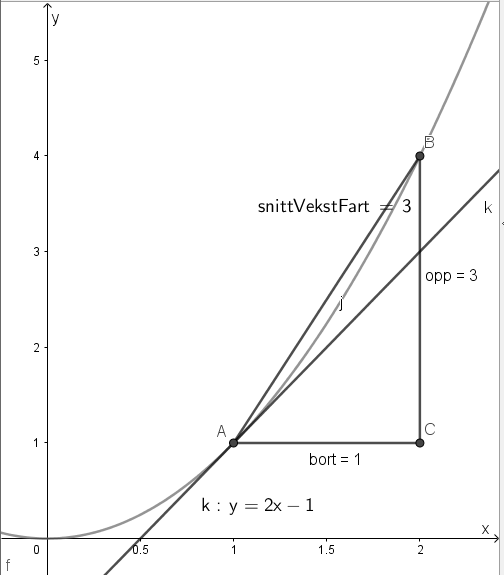 y
5
B
4
snittVekstFart = 3
k
3
opp = 3
j
2
A
C
1
bort = 1
k : y = 2x − 1
x
0
0.5
1
1.5
2
f